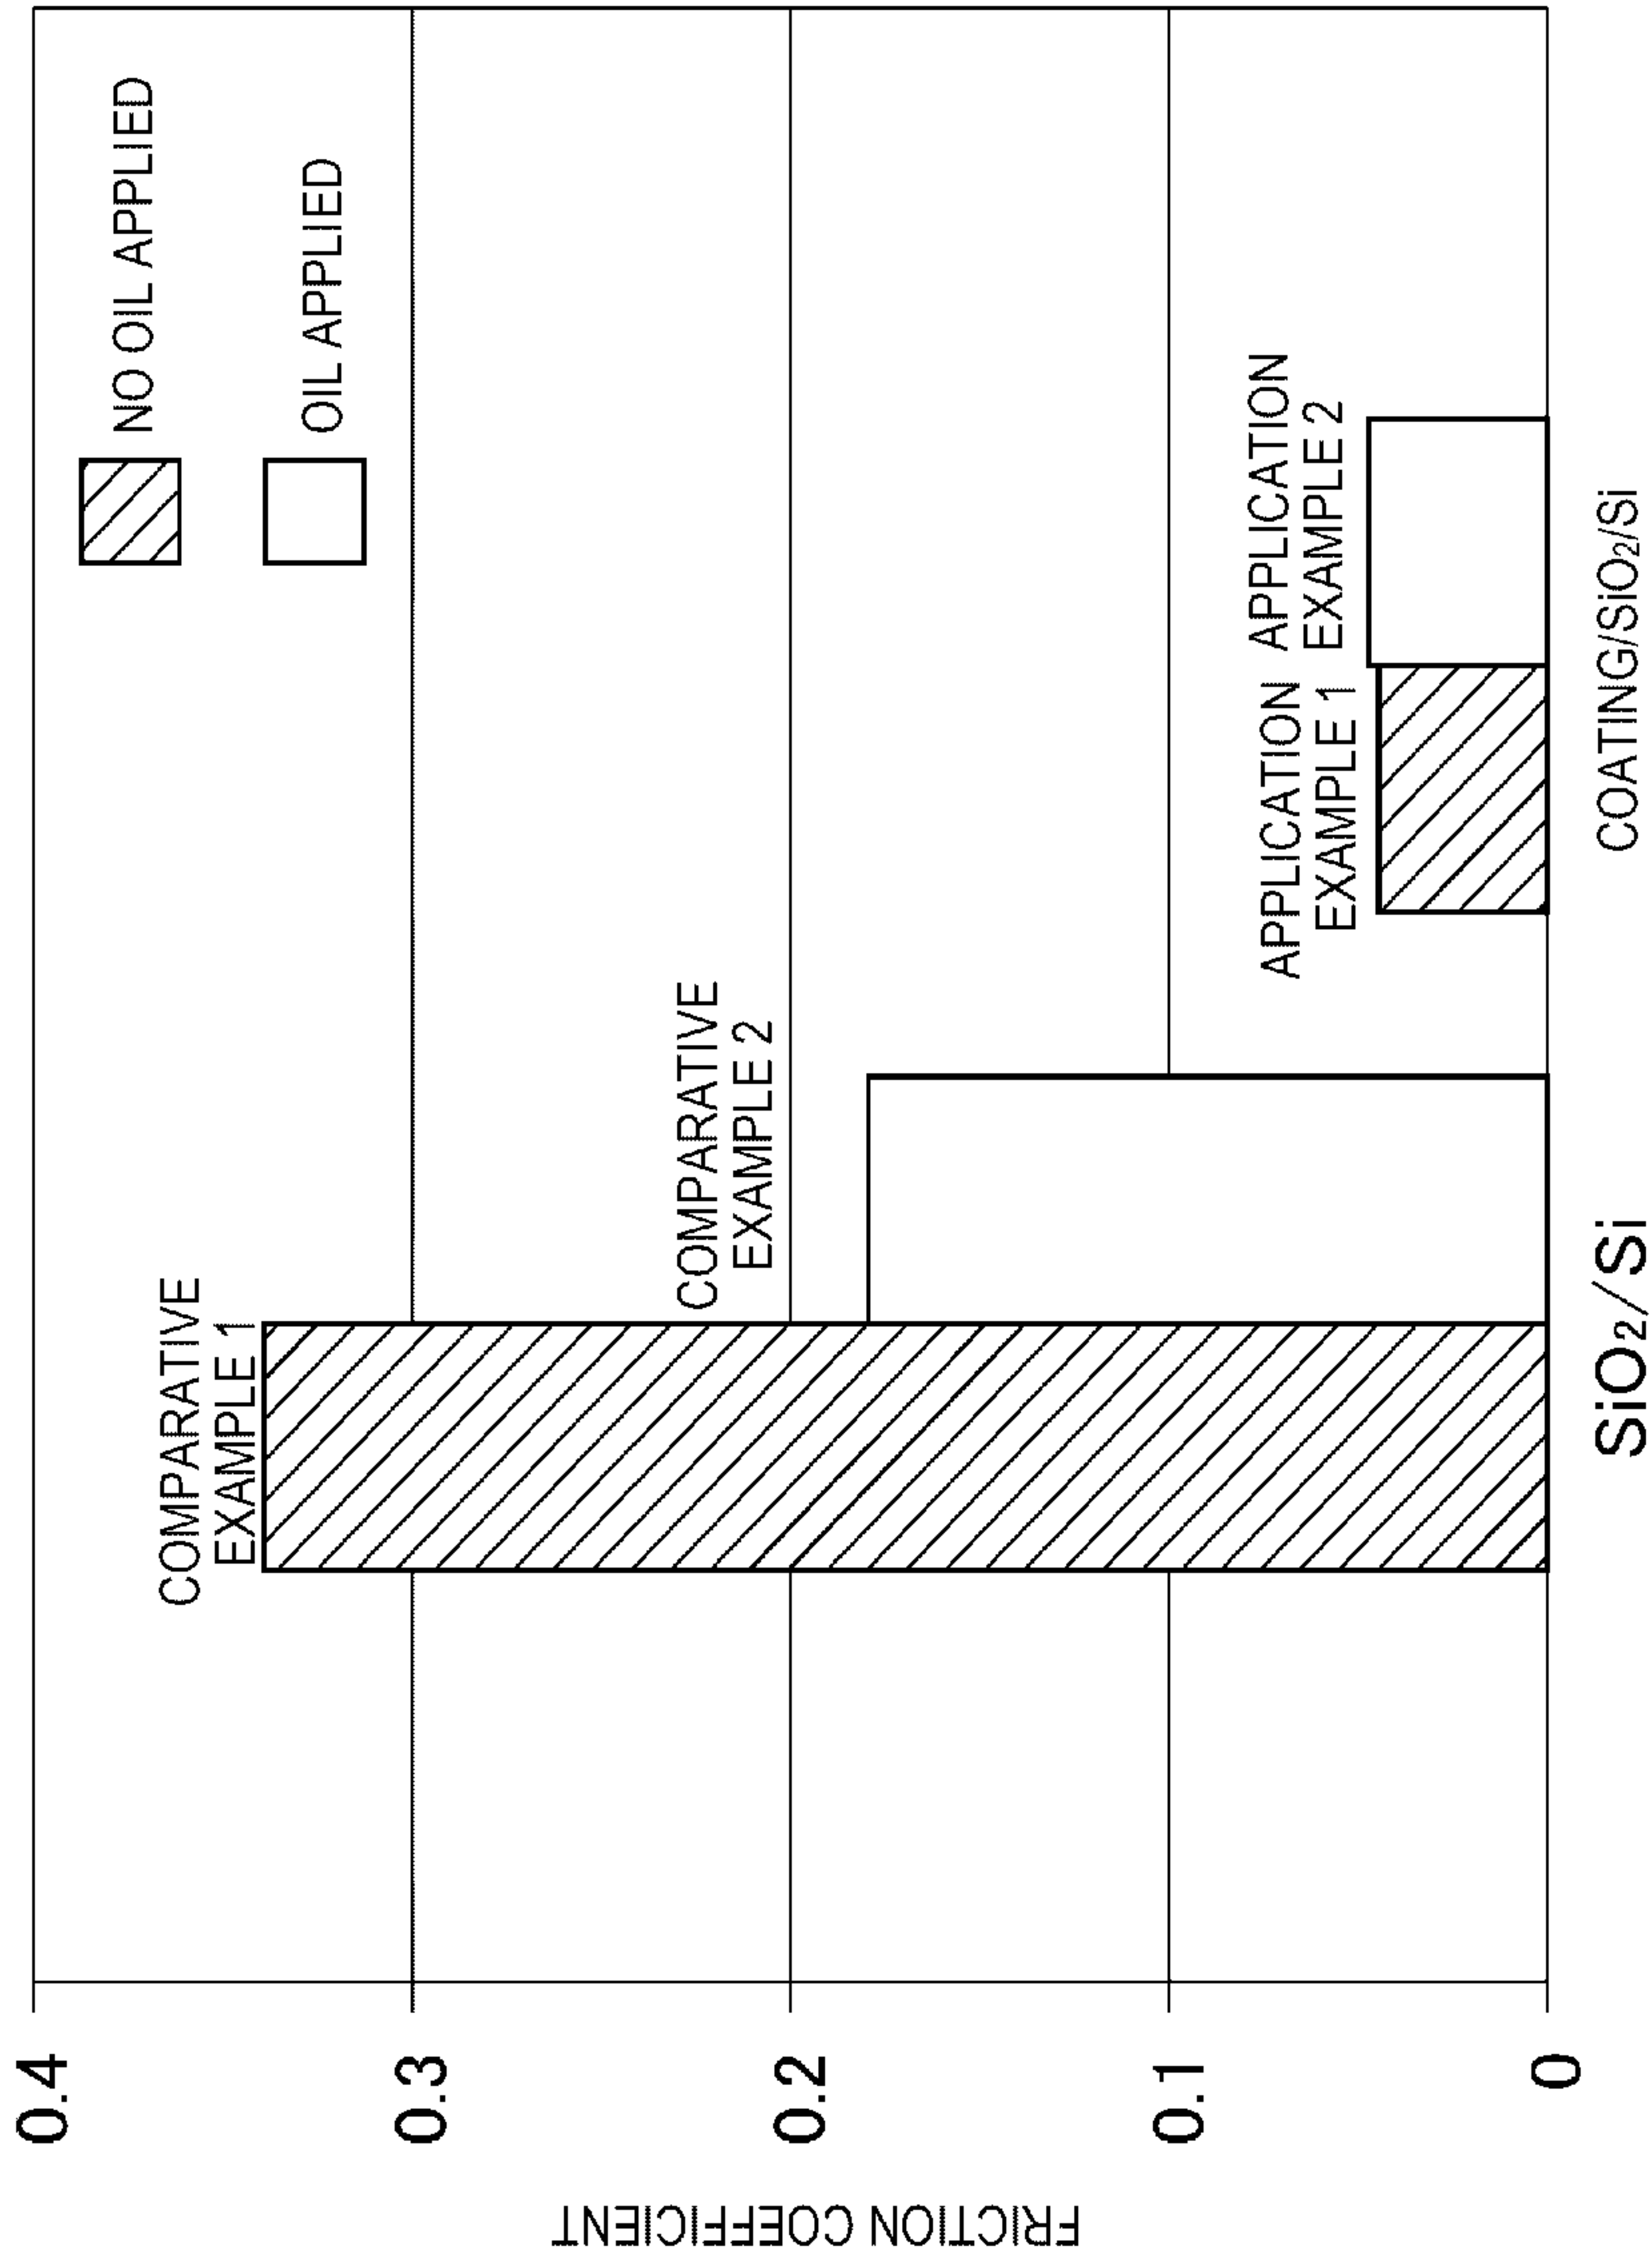 NO OIL APPLIED
OIL APPLIED
FRICTION COEFFICIENT
0.4
0.3
0.2
0.1
0
COMPARATIVE
EXAMPLE 1
COMPARATIVE
EXAMPLE 2
APPLICATION
EXAMPLE 1
APPLICATION
EXAMPLE 2
SiO₂/Si
COATING/SiO₂/Si